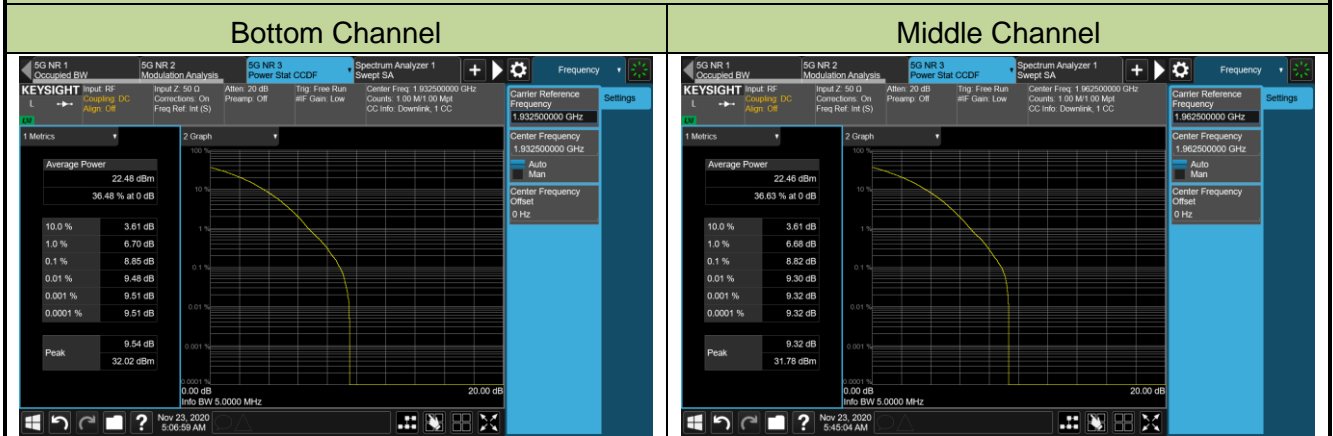 Bottom Channel
Middle Channel
5G NR 1
Occupied BW
5G NR 2
Modulation Analysis
5G NR 3
Power Stat CCDF
Spectrum Analyzer 1
Swept SA
Frequency
KEYSIGHT
L
Input: RF
Coupling: DC
Align: Off
Input Z: 50 Ω
Corrections: On
Freq Ref: Int (S)
Atten: 20 dB
Preamp: Off
Trig: Free Run
#IF Gain: Low
Center Freq: 1.932500000 GHz
Counts: 1.00 M/1.00 Mpt
CC Info: Downlink, 1 CC
1 Metrics
2 Graph
Average Power
22.48 dBm
36.48 % at 0 dB
10.0 % 3.61 dB
1.0 % 6.70 dB
0.1 % 8.85 dB
0.01 % 9.48 dB
0.001 % 9.51 dB
0.0001 % 9.51 dB
Peak
9.54 dB
32.02 dBm
100 %
10 %
1 %
0.1 %
0.01 %
0.001 %
0.0001 %
0.00 dB
20.00 dB
Info BW 5.0000 MHz
Carrier Reference
Frequency
1.932500000 GHz
Center Frequency
1.932500000 GHz
Auto
Man
Center Frequency
Offset
0 Hz
Settings
Nov 23, 2020
5:06:59 AM
5G NR 1
Occupied BW
5G NR 2
Modulation Analysis
5G NR 3
Power Stat CCDF
Spectrum Analyzer 1
Swept SA
Frequency
KEYSIGHT
L
Input: RF
Coupling: DC
Align: Off
Input Z: 50 Ω
Corrections: On
Freq Ref: Int (S)
Atten: 20 dB
Preamp: Off
Trig: Free Run
#IF Gain: Low
Center Freq: 1.962500000 GHz
Counts: 1.00 M/1.00 Mpt
CC Info: Downlink, 1 CC
1 Metrics
2 Graph
Average Power
22.46 dBm
36.63 % at 0 dB
10.0 % 3.61 dB
1.0 % 6.68 dB
0.1 % 8.82 dB
0.01 % 9.30 dB
0.001 % 9.32 dB
0.0001 % 9.32 dB
Peak
9.32 dB
31.78 dBm
100 %
10 %
1 %
0.1 %
0.01 %
0.001 %
0.0001 %
0.00 dB
20.00 dB
Info BW 5.0000 MHz
Carrier Reference
Frequency
1.962500000 GHz
Center Frequency
1.962500000 GHz
Auto
Man
Center Frequency
Offset
0 Hz
Settings
Nov 23, 2020
5:45:04 AM